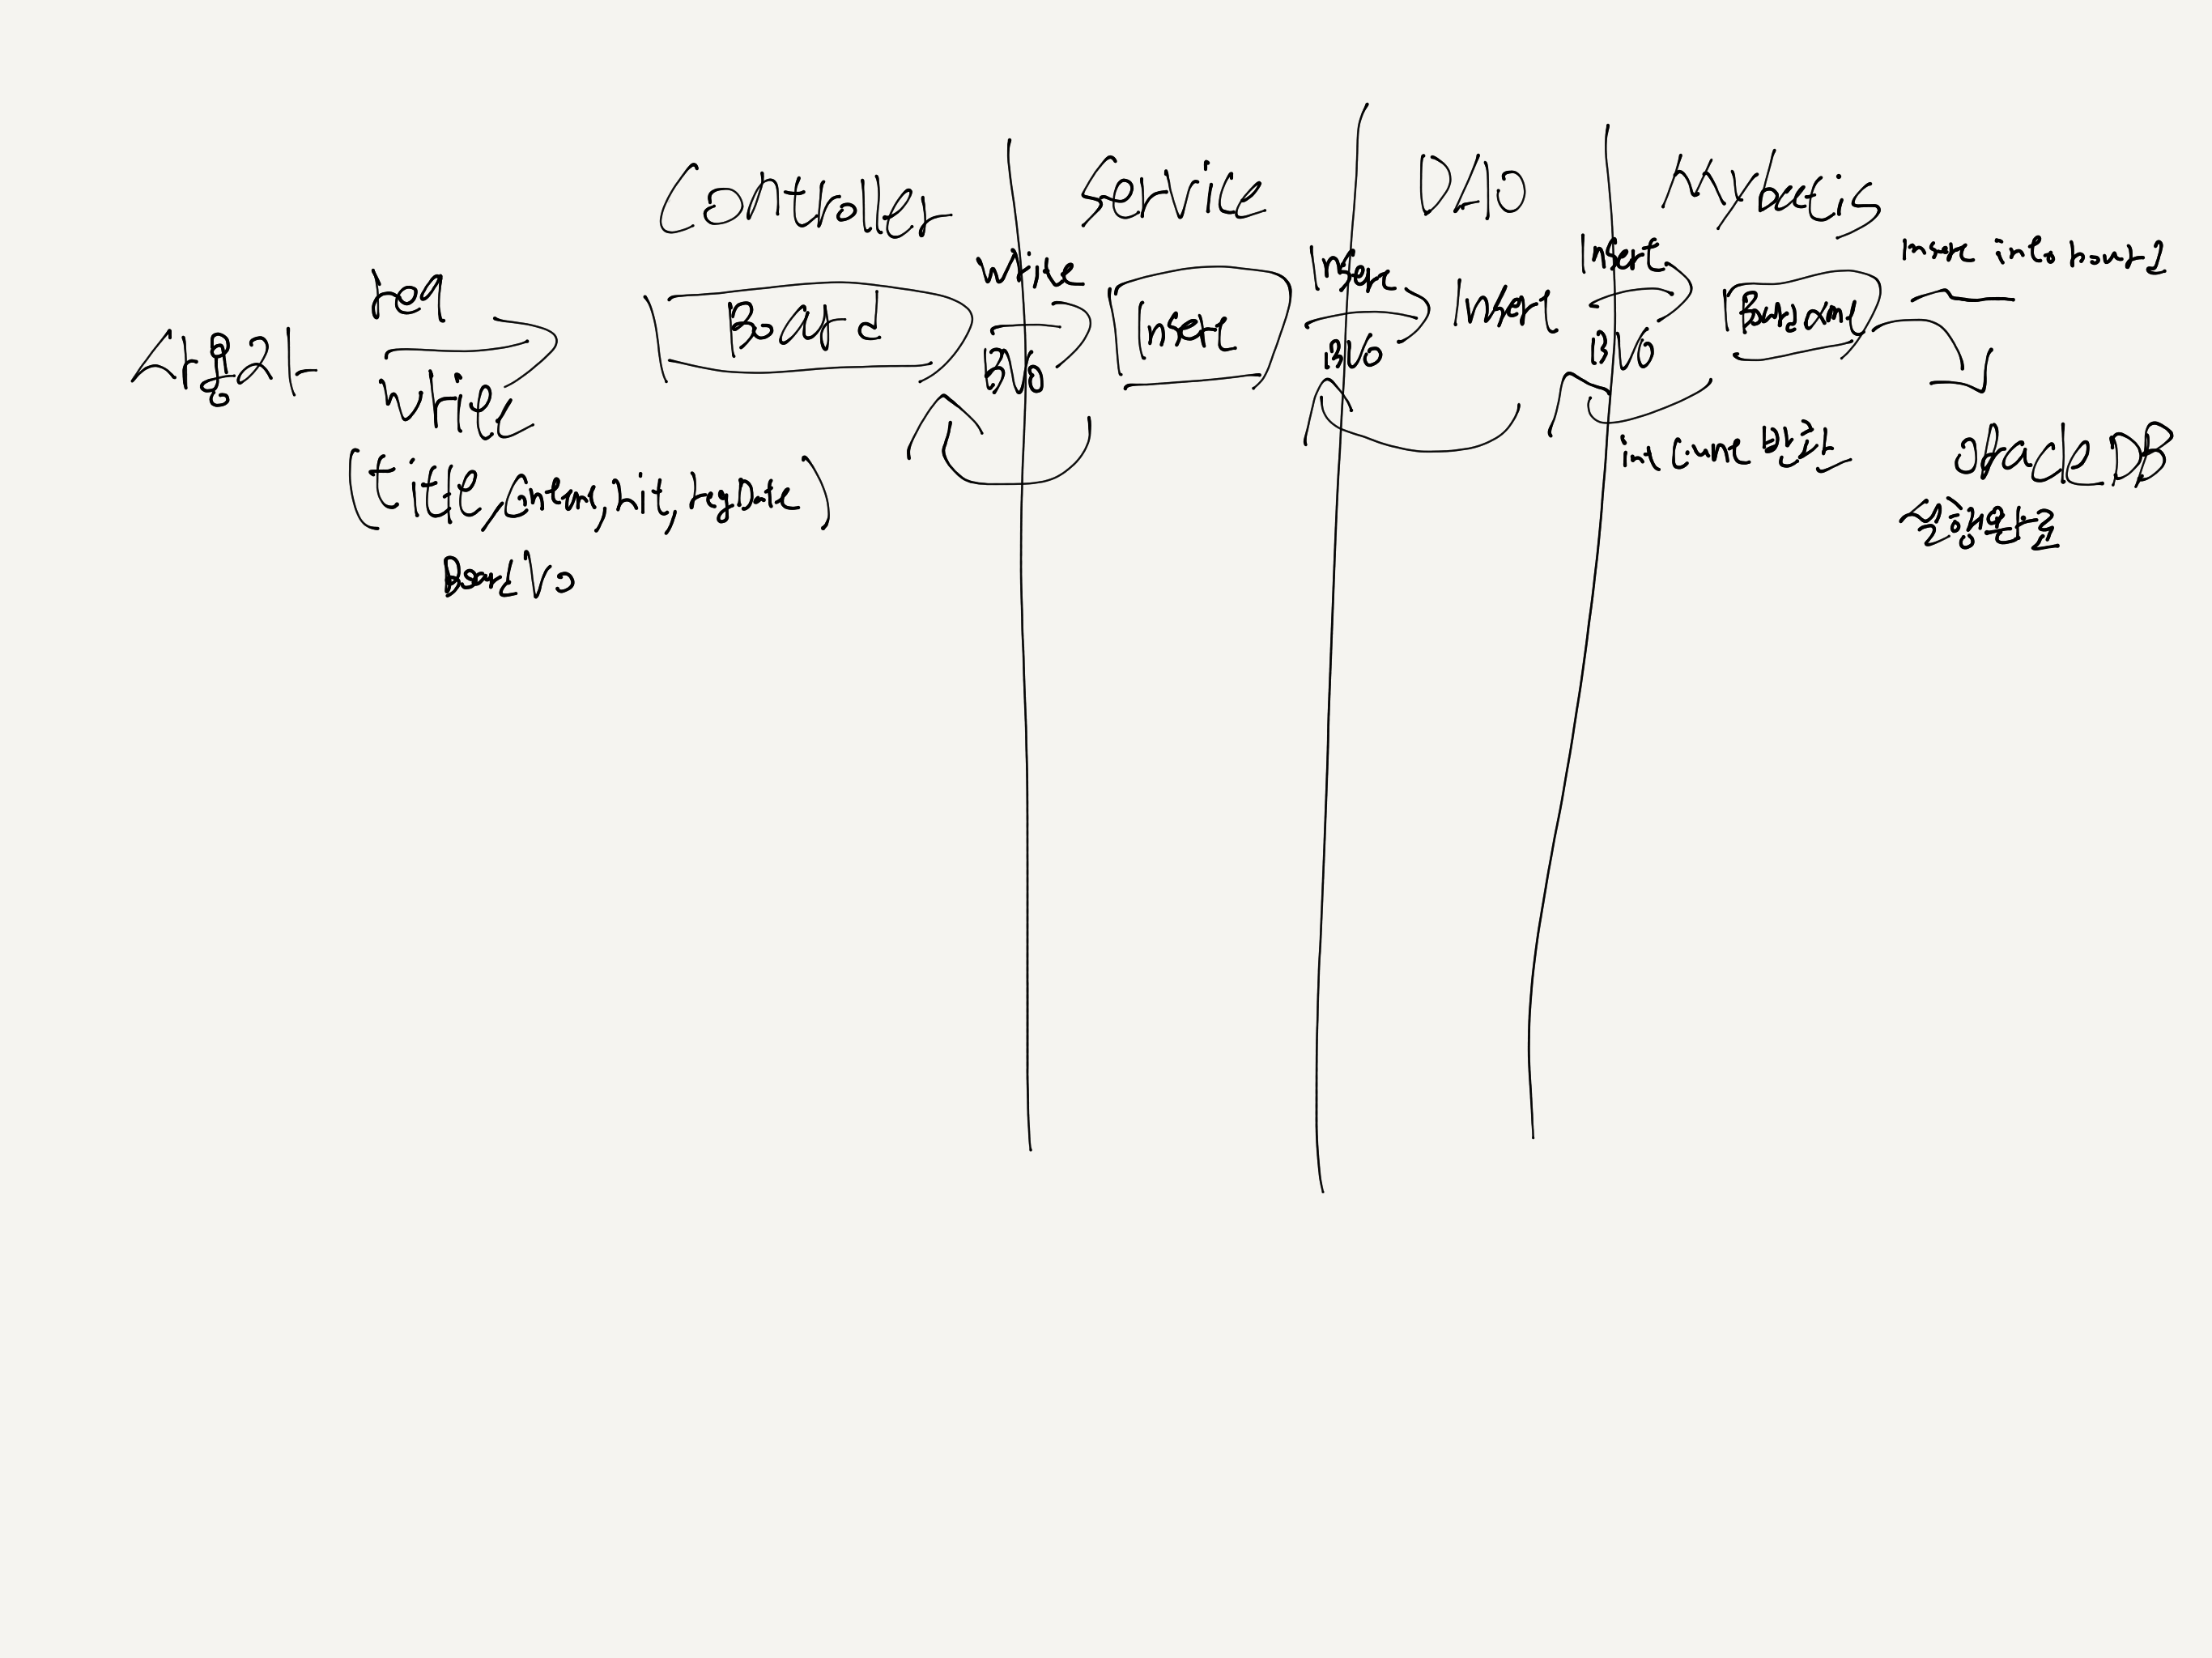 Controller
Service
DAO
Mybatis
사용자
req
write
(title, content, hit, regDate)
BoardVo
Board
write
BVo
Insert
Insert
BVo
Insert
Insert
BVo
Board.xml
insert into board
int count 반환
Oracle DB
실행완료